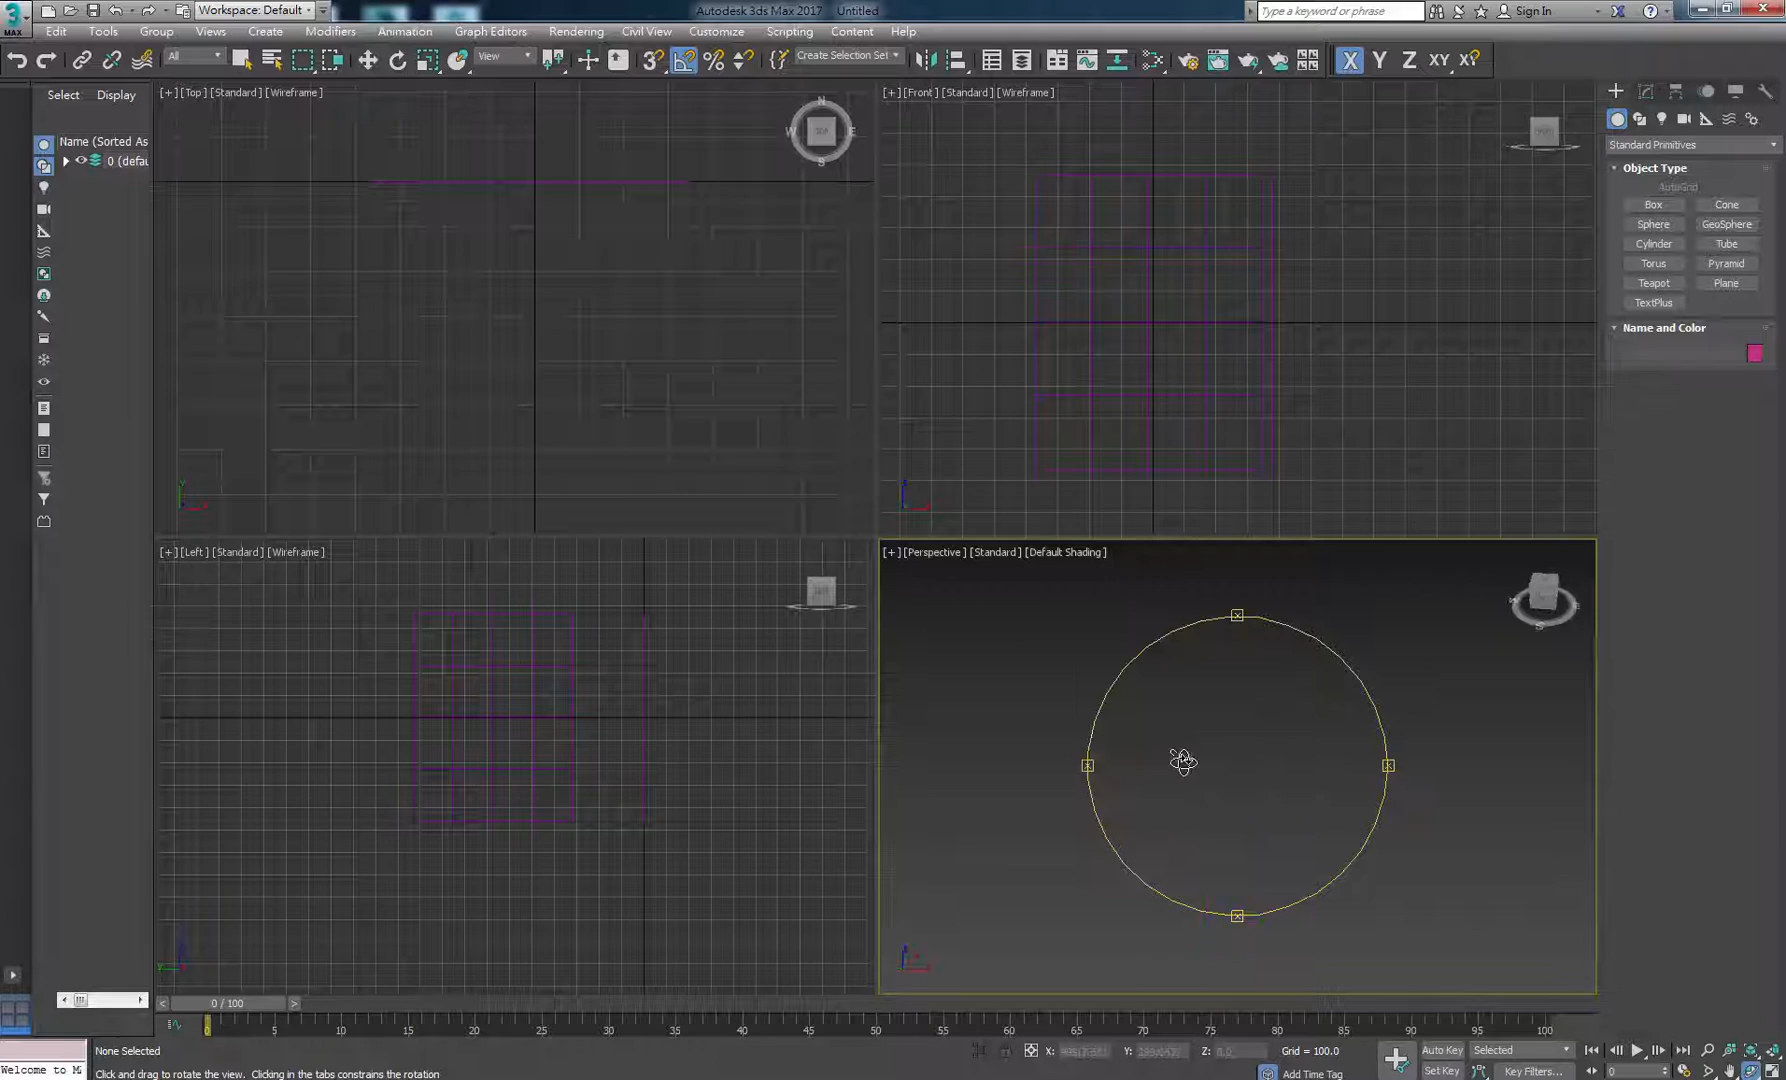 Workspace: Default
Autodesk 3ds Max 2017 Untitled
Type a keyword or phrase
Sign In
MAX
Edit Tools Group Views Create Modifiers Animation Graph Editors Rendering Civil View Customize Scripting Content Help
All
View
Create Selection Set
X Y Z XY
Select Display
Name (Sorted As
0 (defau
[+] [Top] [Standard] [Wireframe]
N
W E
S
[+] [Front] [Standard] [Wireframe]
Standard Primitives
Object Type
AutoGrid
Box Cone
Sphere GeoSphere
Cylinder Tube
Torus Pyramid
Teapot Plane
TextPlus
Name and Color
[+] [Left] [Standard] [Wireframe]
[+] [Perspective] [Standard] [Default Shading]
0 / 100
0 5 10 15 20 25 30 35 40 45 50 55 60 65 70 75 80 85 90 95 100
None Selected
X: Y: Z: Grid = 100.0
Auto Key Selected
Welcome to M
Click and drag to rotate the view. Clicking in the tabs constrains the rotation
Add Time Tag
Set Key Key Filters...
0